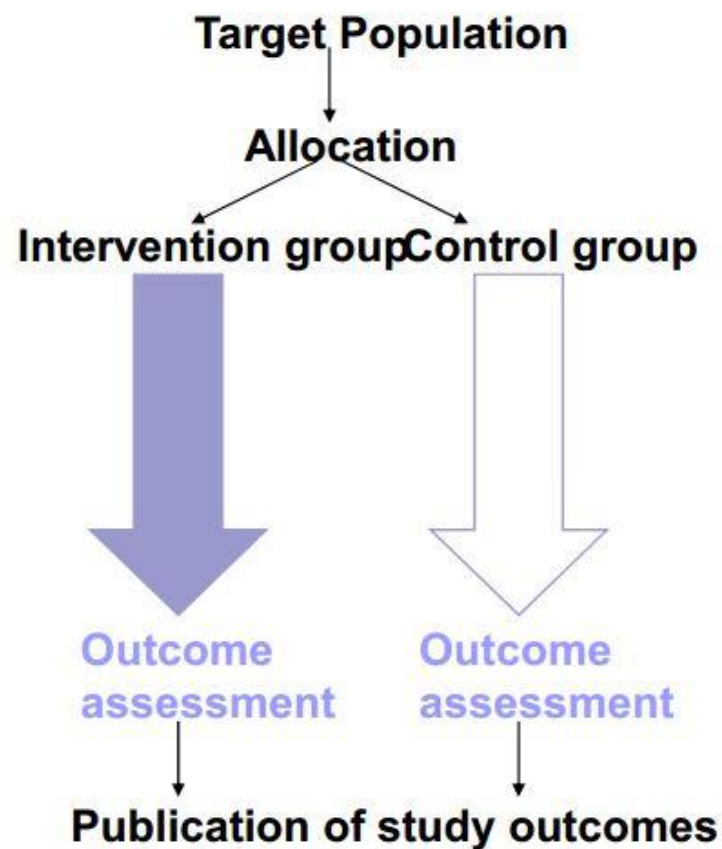 Target Population
Allocation
Intervention group
Control group
Outcome
assessment
Outcome
assessment
Publication of study outcomes